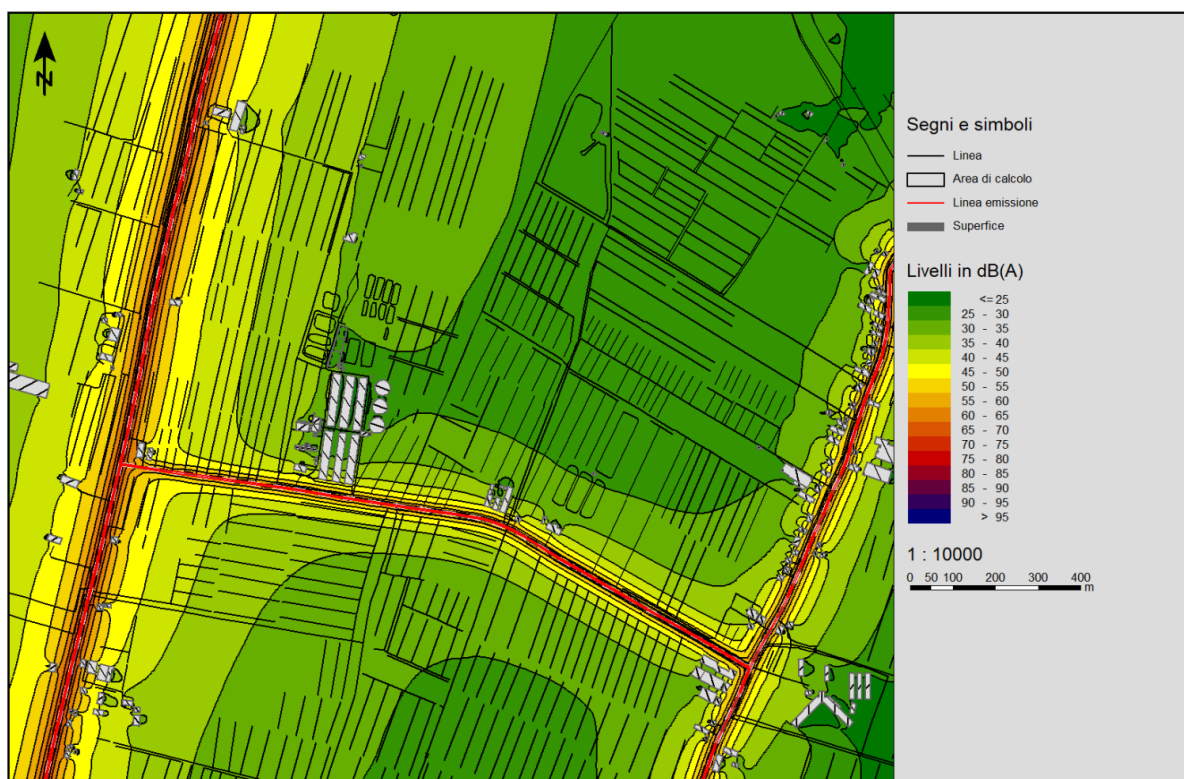 N
Segni e simboli
Linea
Area di calcolo
Linea emissione
Superfice
Livelli in dB(A)
<= 25
25 - 30
30 - 35
35 - 40
40 - 45
45 - 50
50 - 55
55 - 60
60 - 65
65 - 70
70 - 75
75 - 80
80 - 85
85 - 90
90 - 95
> 95
1 : 10000
0 50 100 200 300 400
m